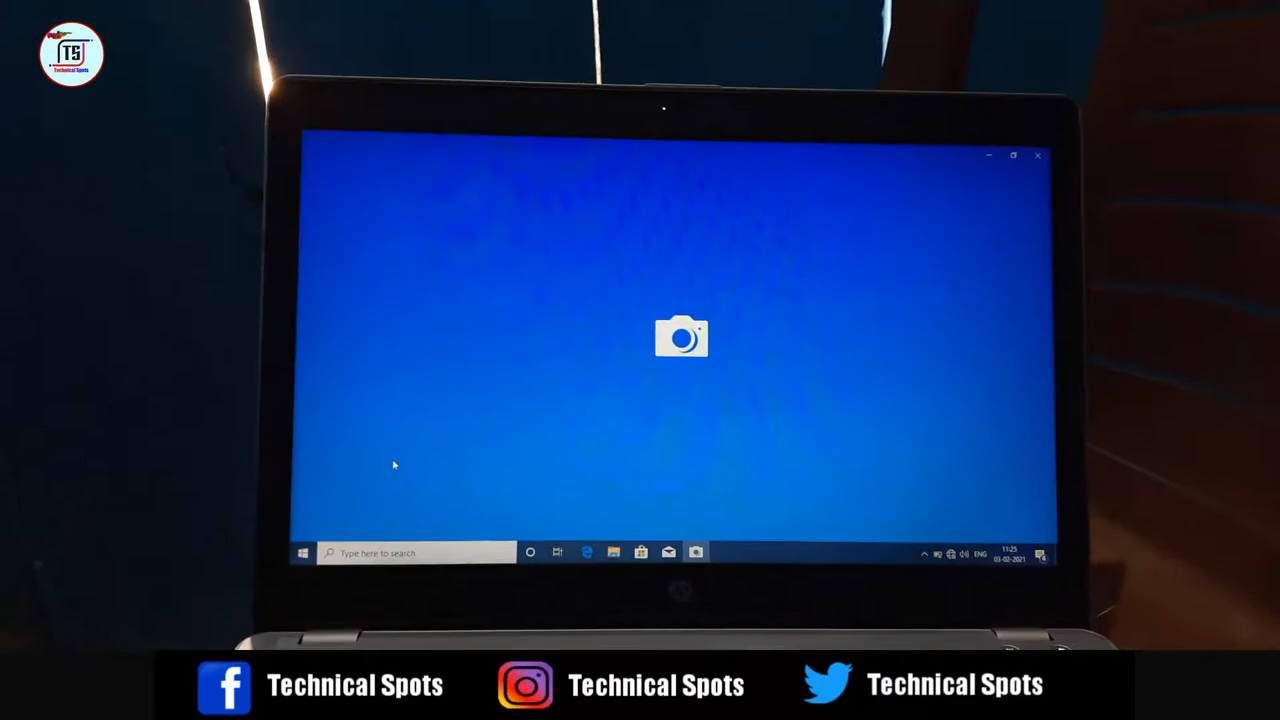 TS
Technical Spots
Type here to search
ENG
11:25
03-02-2021
hp
Technical Spots
Technical Spots
Technical Spots